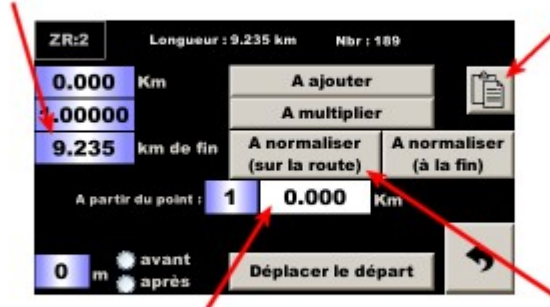 ZR:2 Longueur : 9.235 km Nbr : 189
0.000 Km A ajouter
1.00000 A multiplier
9.235 km de fin A normaliser (sur la route) A normaliser (à la fin)
A partir du point : 1 0.000 Km
0 m avant
après Déplacer le départ